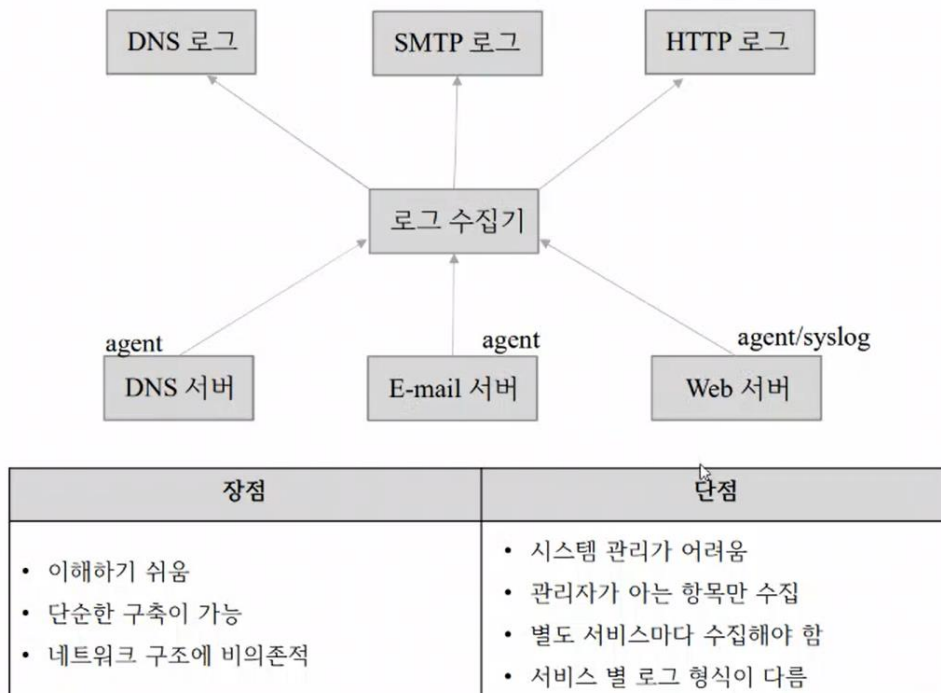 DNS 로그
SMTP 로그
HTTP 로그
로그 수집기
agent
agent
agent/syslog
DNS 서버
E-mail 서버
Web 서버
장점
단점
• 이해하기 쉬움
• 단순한 구축이 가능
• 네트워크 구조에 비의존적
• 시스템 관리가 어려움
• 관리자가 아는 항목만 수집
• 별도 서비스마다 수집해야 함
• 서비스 별 로그 형식이 다름